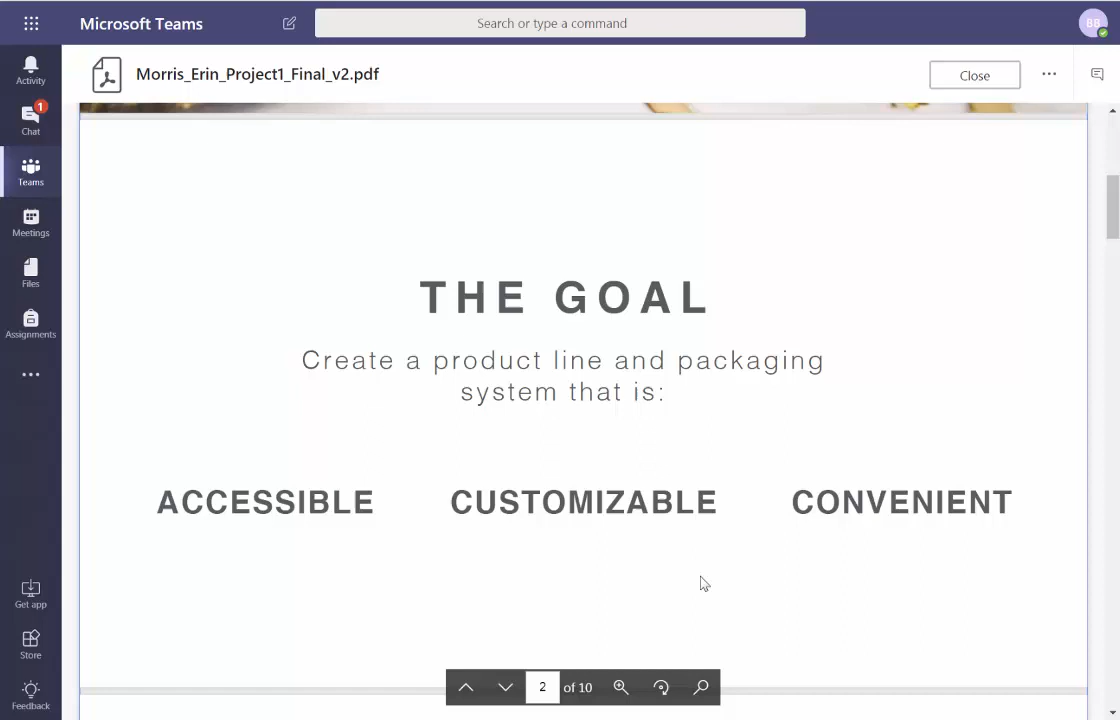 Microsoft Teams
Search or type a command
BB
Activity
Morris_Erin_Project1_Final_v2.pdf
Close
1
Chat
Teams
Meetings
Files
Assignments
THE GOAL
Create a product line and packaging
system that is:
ACCESSIBLE CUSTOMIZABLE CONVENIENT
Get app
Store
Feedback
2 of 10